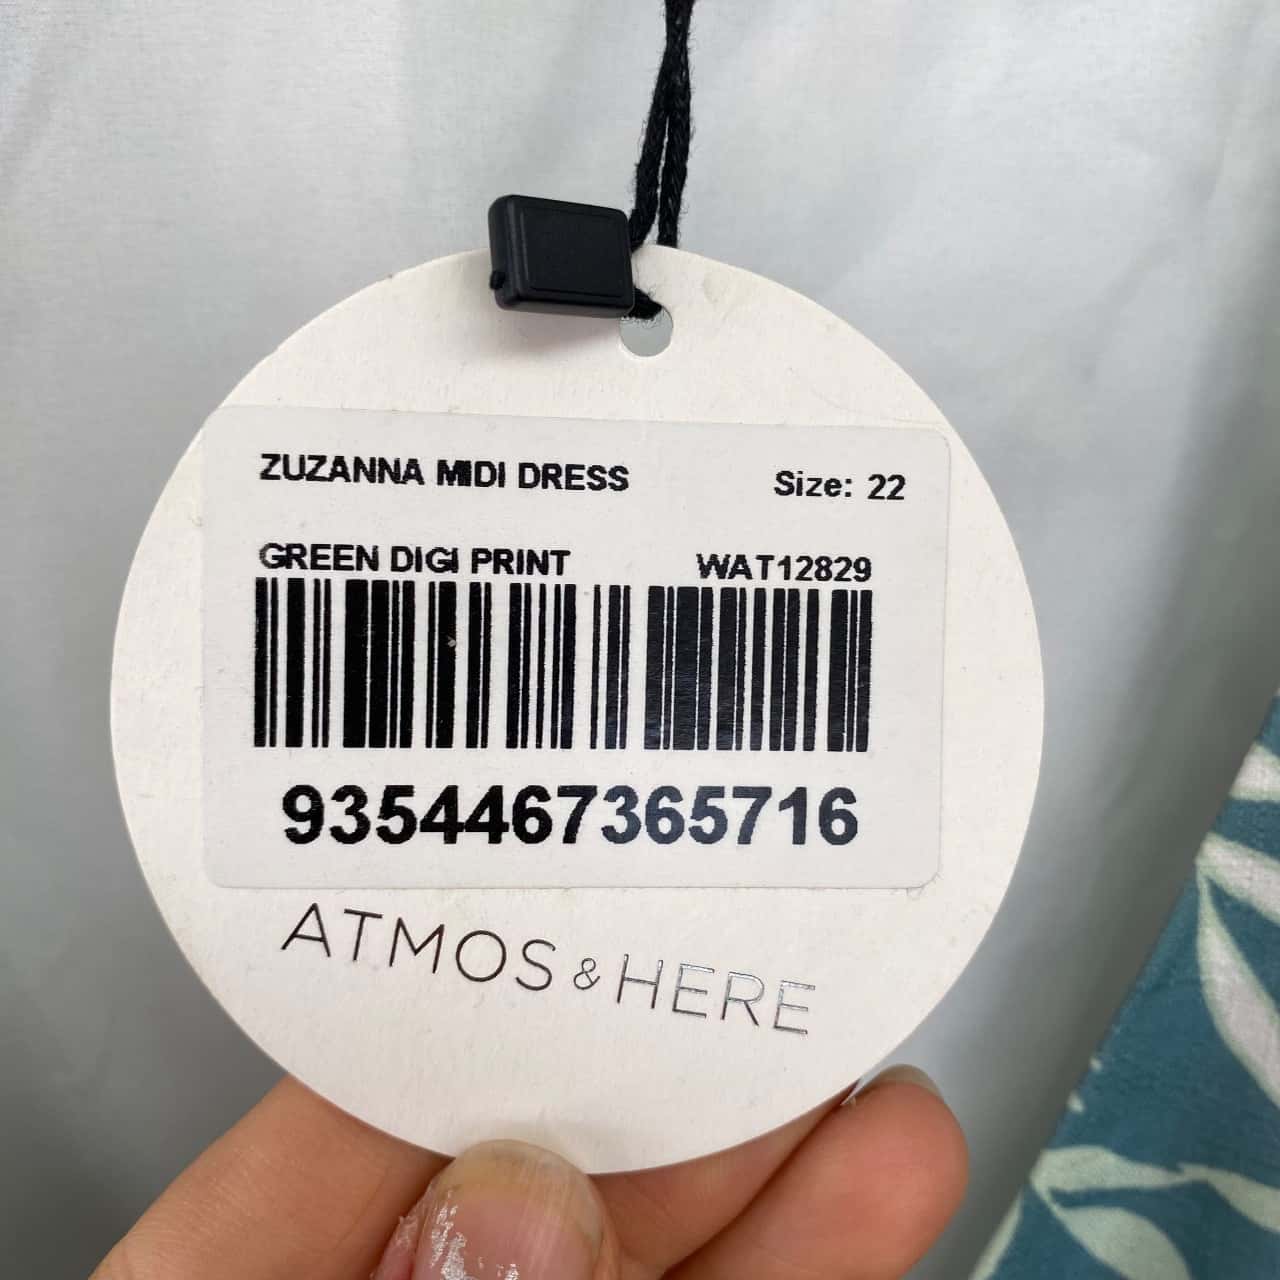 ZUZANNA MIDI DRESS Size: 22
GREEN DIGI PRINT WAT12829
9354467365716
ATMOS & HERE